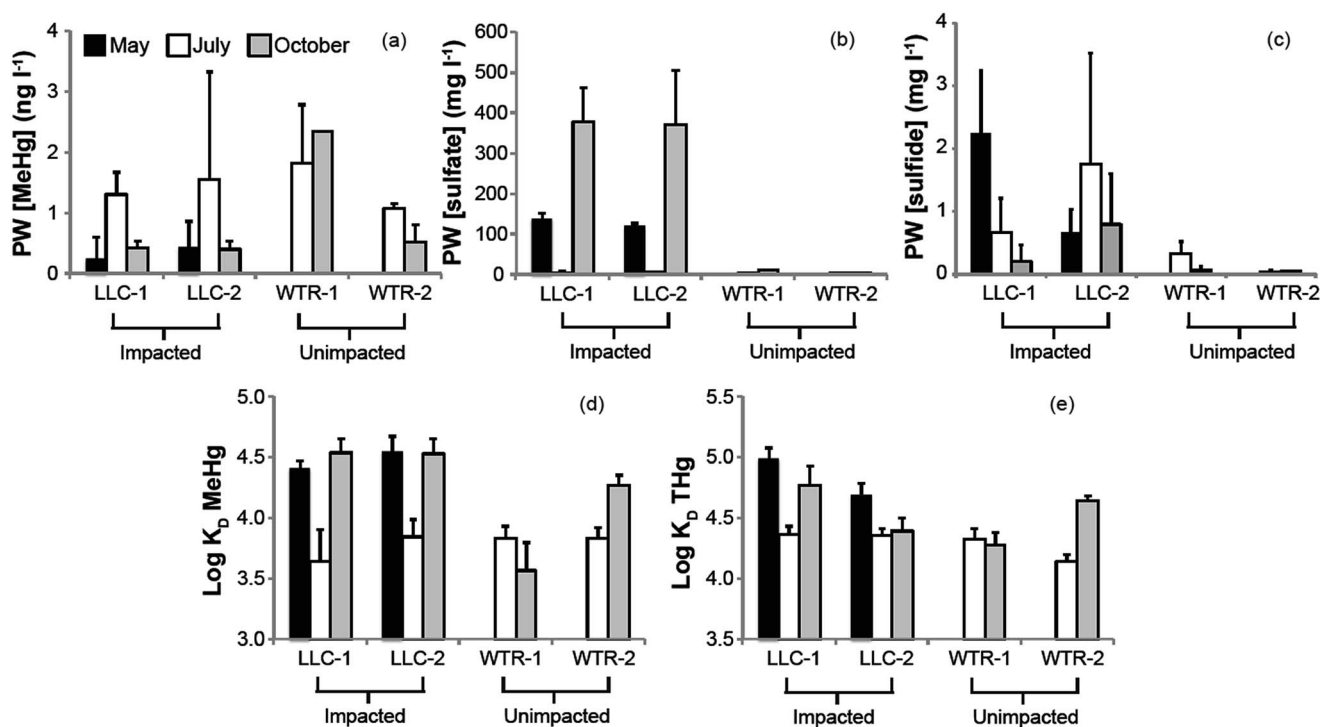 May July October (a)
PW [MeHg] (ng l⁻¹)
4
3
2
1
0
LLC-1 LLC-2 WTR-1 WTR-2
Impacted Unimpacted
(b)
PW [sulfate] (mg l⁻¹)
600
500
400
300
200
100
0
LLC-1 LLC-2 WTR-1 WTR-2
Impacted Unimpacted
(c)
PW [sulfide] (mg l⁻¹)
4
3
2
1
0
LLC-1 LLC-2 WTR-1 WTR-2
Impacted Unimpacted
(d)
Log K_D MeHg
5.0
4.5
4.0
3.5
3.0
LLC-1 LLC-2 WTR-1 WTR-2
Impacted Unimpacted
(e)
Log K_D THg
5.5
5.0
4.5
4.0
3.5
LLC-1 LLC-2 WTR-1 WTR-2
Impacted Unimpacted